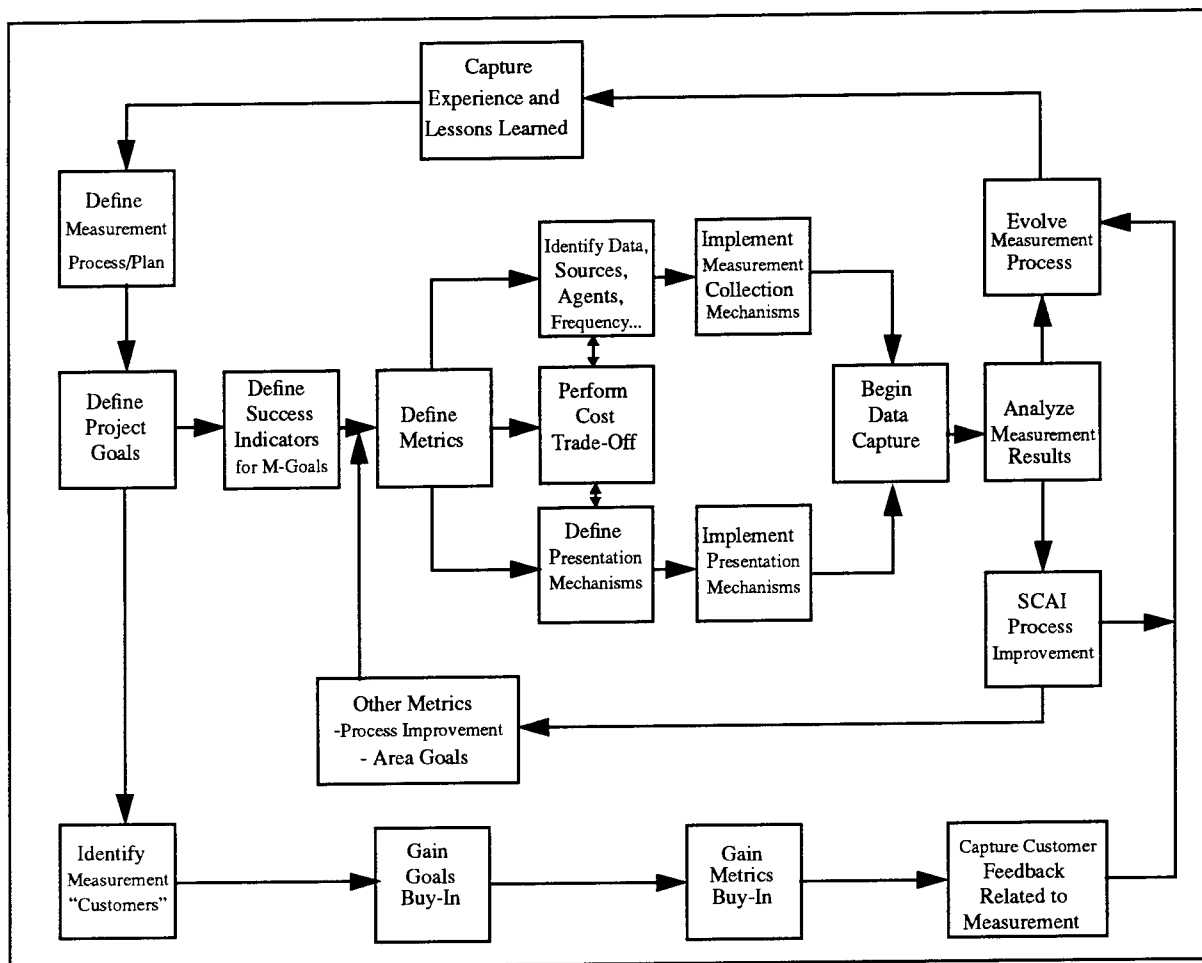 Capture
Experience and
Lessons Learned
Define
Measurement
Process/Plan
Evolve
Measurement
Process
Identify Data,
Sources,
Agents,
Frequency...
Implement
Measurement
Collection
Mechanisms
Define
Project
Goals
Define
Success
Indicators
for M-Goals
Define
Metrics
Perform
Cost
Trade-Off
Begin
Data
Capture
Analyze
Measurement
Results
Define
Presentation
Mechanisms
Implement
Presentation
Mechanisms
SCAI
Process
Improvement
Other Metrics
-Process Improvement
- Area Goals
Identify
Measurement
“Customers”
Gain
Goals
Buy-In
Gain
Metrics
Buy-In
Capture Customer
Feedback
Related to
Measurement